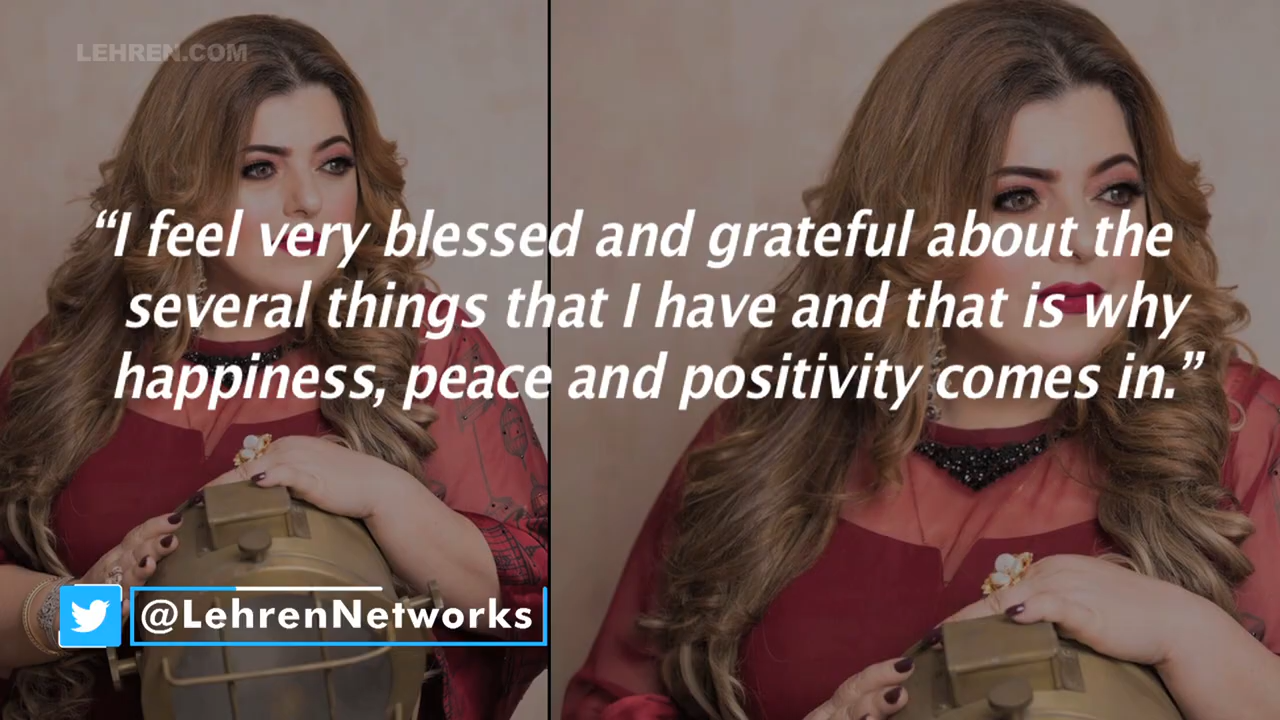 LEHREN.COM
“I feel very blessed and grateful about the
several things that I have and that is why
happiness, peace and positivity comes in.”
@LehrenNetworks